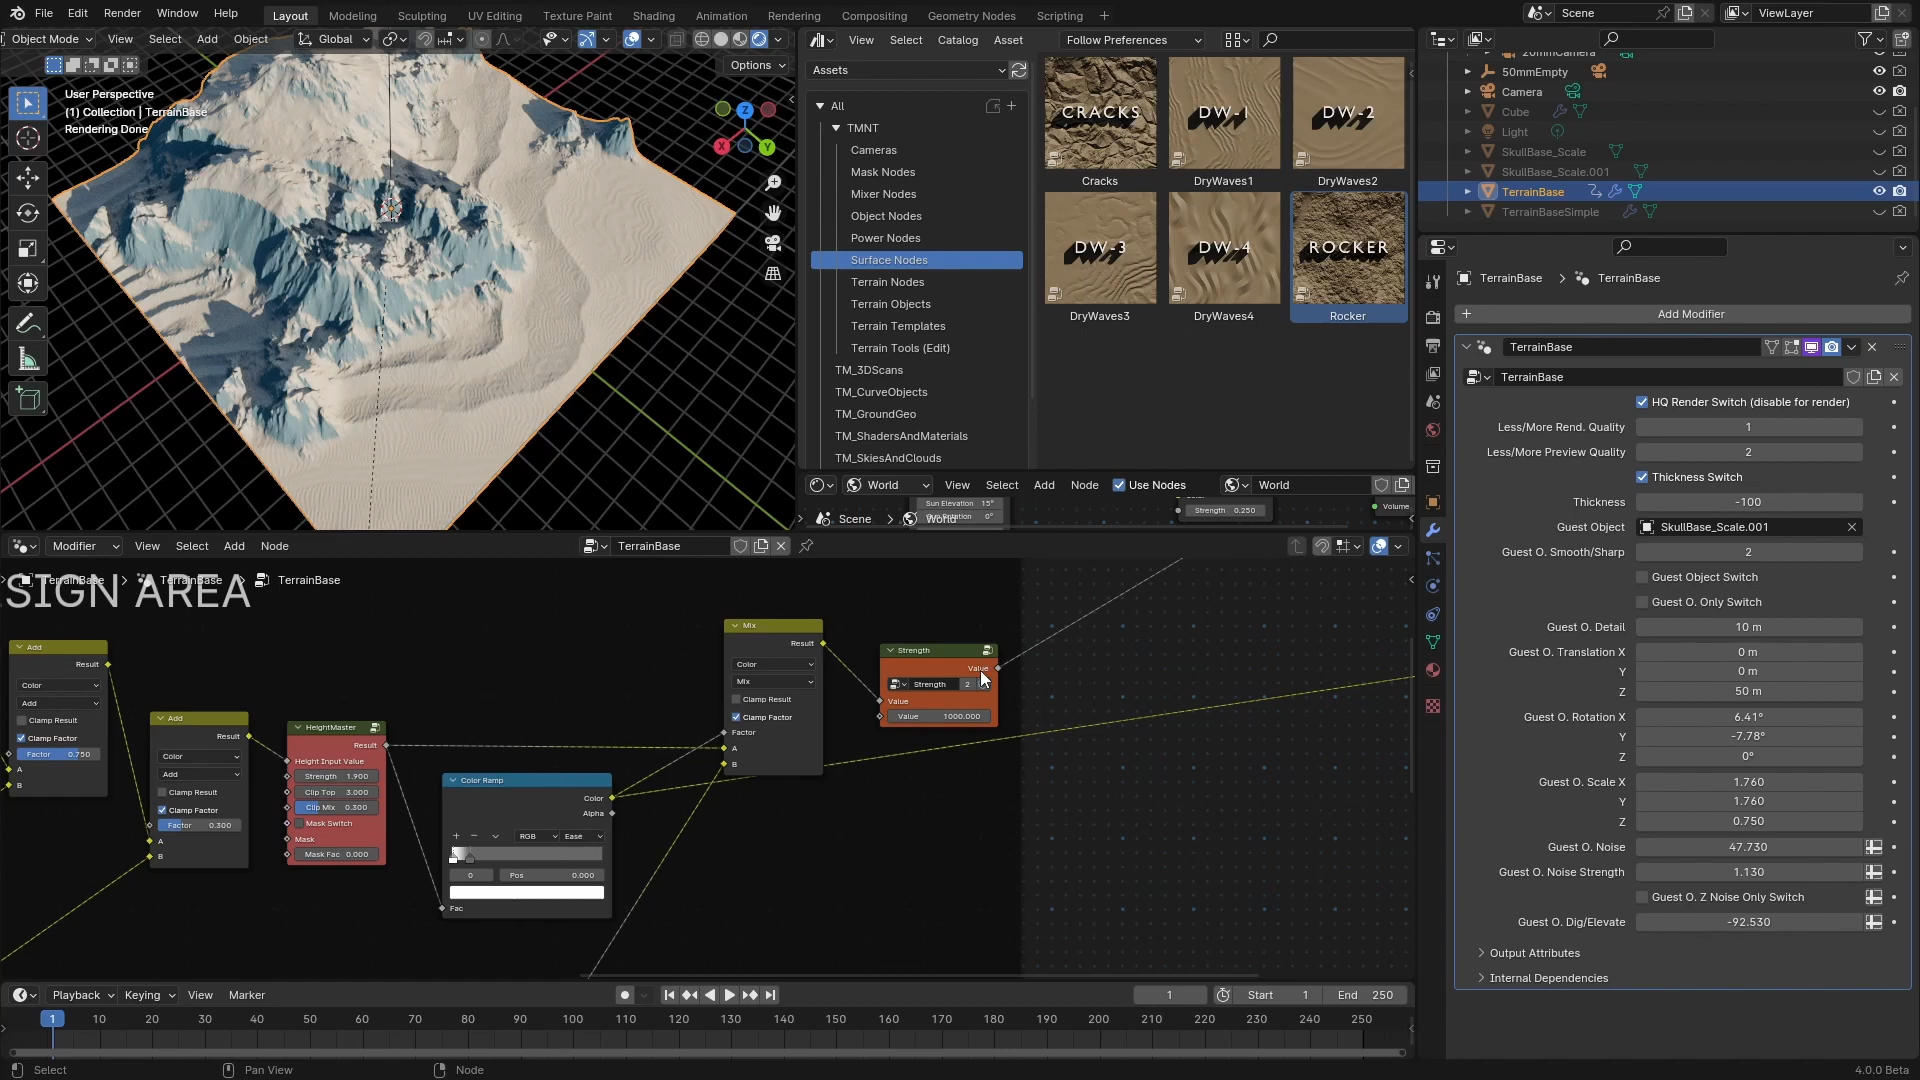 File Edit Render Window Help Layout Modeling Sculpting UV Editing Texture Paint Shading Animation Rendering Compositing Geometry Nodes Scripting + Scene ViewLayer
Object Mode View Select Add Object Global
Options
User Perspective
(1) Collection | TerrainBase
Rendering Done
Z
X
Y
View Select Catalog Asset Follow Preferences
Assets
All
TMNT
Cameras
Mask Nodes
Mixer Nodes
Object Nodes
Power Nodes
Surface Nodes
Terrain Nodes
Terrain Objects
Terrain Templates
Terrain Tools (Edit)
TM_3DScans
TM_CurveObjects
TM_GroundGeo
TM_ShadersAndMaterials
TM_SkiesAndClouds
CRACKS DW-1 DW-2
Cracks DryWaves1 DryWaves2
DW-3 DW-4 ROCKER
DryWaves3 DryWaves4 Rocker
World View Select Add Node Use Nodes World
Sun Elevation 15°
Sun Rotation 0°
Scene World
Strength 0.250
Volume
20mmCamera
50mmEmpty
Camera
Cube
Light
SkullBase_Scale
SkullBase_Scale.001
TerrainBase
TerrainBaseSimple
TerrainBase > TerrainBase
+ Add Modifier
TerrainBase
TerrainBase
HQ Render Switch (disable for render)
Less/More Rend. Quality 1
Less/More Preview Quality 2
Thickness Switch
Thickness -100
Guest Object SkullBase_Scale.001
Guest O. Smooth/Sharp 2
Guest Object Switch
Guest O. Only Switch
Guest O. Detail 10 m
Guest O. Translation X 0 m
Y 0 m
Z 50 m
Guest O. Rotation X 6.41°
Y -7.78°
Z 0°
Guest O. Scale X 1.760
Y 1.760
Z 0.750
Guest O. Noise 47.730
Guest O. Noise Strength 1.130
Guest O. Z Noise Only Switch
Guest O. Dig/Elevate -92.530
Output Attributes
Internal Dependencies
Modifier View Select Add Node TerrainBase
TerrainBase > TerrainBase > TerrainBase
SIGN AREA
Add
Result
Color
Add
Clamp Result
Clamp Factor
Factor 0.750
A
B
Add
Result
Color
Add
Clamp Result
Clamp Factor
Factor 0.300
A
B
HeightMaster
Result
Height Input Value
Strength 1.900
Clip Top 3.000
Clip Mix 0.300
Mask Switch
Mask
Mask Fac 0.000
Color Ramp
Color
Alpha
+ − RGB Ease
0 Pos 0.000
Fac
Mix
Result
Color
Mix
Clamp Result
Clamp Factor
Factor
A
B
Strength
Value
Strength 2
Value
Value 1000.000
Playback Keying View Marker 1 Start 1 End 250
1 10 20 30 40 50 60 70 80 90 100 110 120 130 140 150 160 170 180 190 200 210 220 230 240 250
Select Pan View Node 4.0.0 Beta